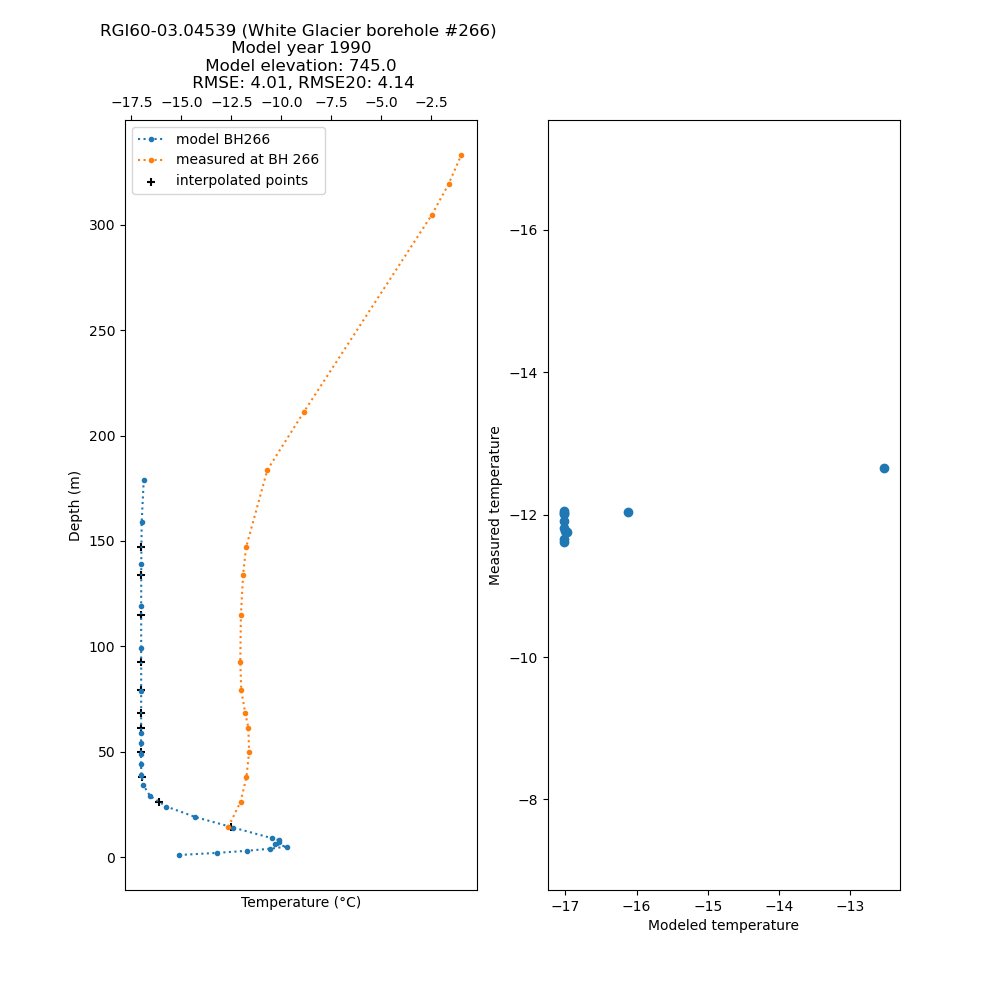 RGI60-03.04539 (White Glacier borehole #266)
Model year 1990
Model elevation: 745.0
RMSE: 4.01, RMSE20: 4.14
−17.5 −15.0 −12.5 −10.0 −7.5 −5.0 −2.5
model BH266
measured at BH 266
interpolated points
300
250
200
150
100
50
0
Depth (m)
Temperature (°C)
−16
−14
−12
−10
−8
Measured temperature
−17 −16 −15 −14 −13
Modeled temperature